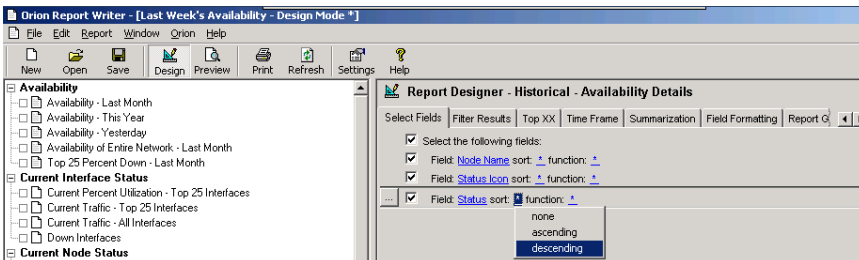 Orion Report Writer - [Last Week's Availability - Design Mode *]
File Edit Report Window Orion Help
New Open Save Design Preview Print Refresh Settings Help
Availability
Availability - Last Month
Availability - This Year
Availability - Yesterday
Availability of Entire Network - Last Month
Top 25 Percent Down - Last Month
Current Interface Status
Current Percent Utilization - Top 25 Interfaces
Current Traffic - Top 25 Interfaces
Current Traffic - All Interfaces
Down Interfaces
Current Node Status
Report Designer - Historical - Availability Details
Select Fields Filter Results Top XX Time Frame Summarization Field Formatting Report G
Select the following fields:
Field: Node Name sort: * function: *
Field: Status Icon sort: * function: *
... Field: Status sort: * function: *
none
ascending
descending